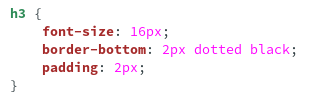 h3 {
    font-size: 16px;
    border-bottom: 2px dotted black;
    padding: 2px;
}